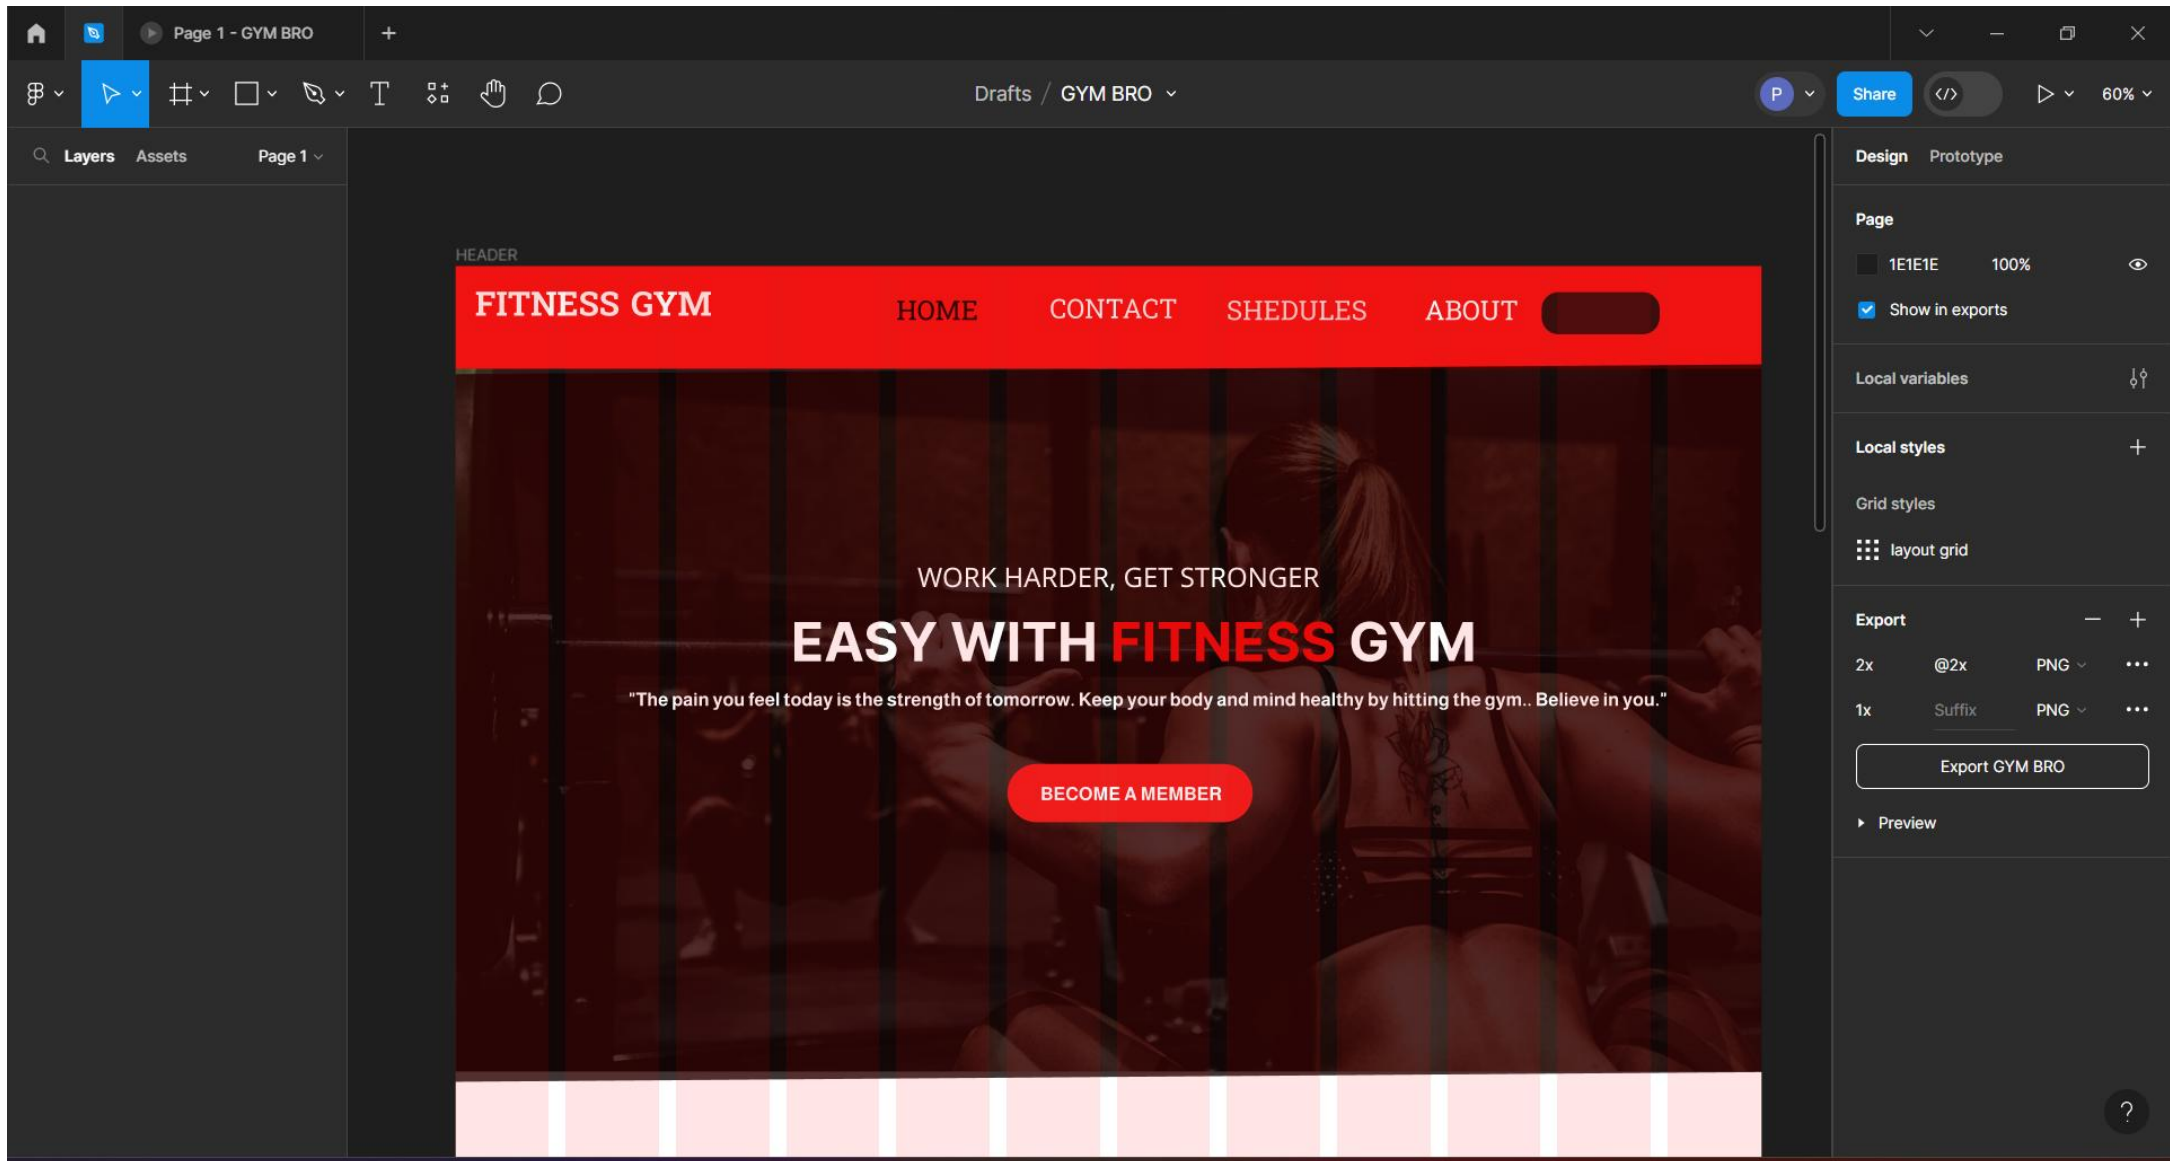 Page 1 - GYM BRO
Drafts / GYM BRO
P
Share
60%
Layers Assets Page 1
Design Prototype
Page
1E1E1E 100%
Show in exports
Local variables
Local styles
Grid styles
layout grid
Export
2x @2x PNG
1x Suffix PNG
Export GYM BRO
Preview
HEADER
FITNESS GYM HOME CONTACT SHEDULES ABOUT
WORK HARDER, GET STRONGER
EASY WITH FITNESS GYM
"The pain you feel today is the strength of tomorrow. Keep your body and mind healthy by hitting the gym.. Believe in you."
BECOME A MEMBER
?